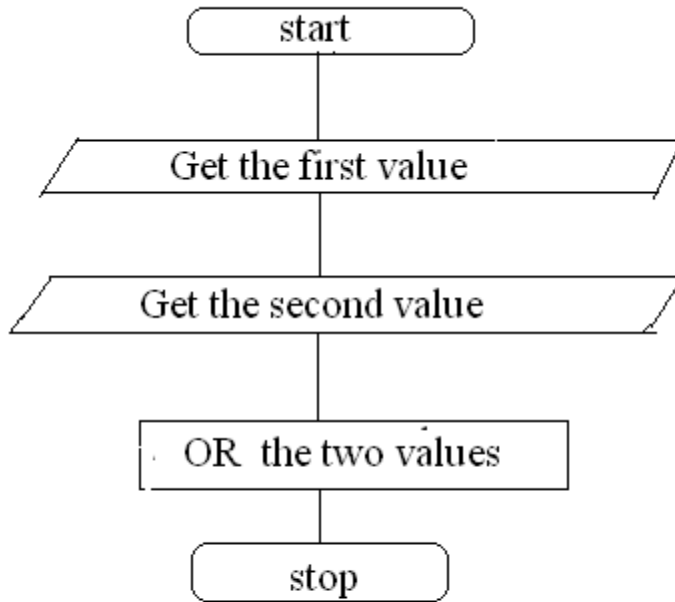 start
Get the first value
Get the second value
OR the two values
stop